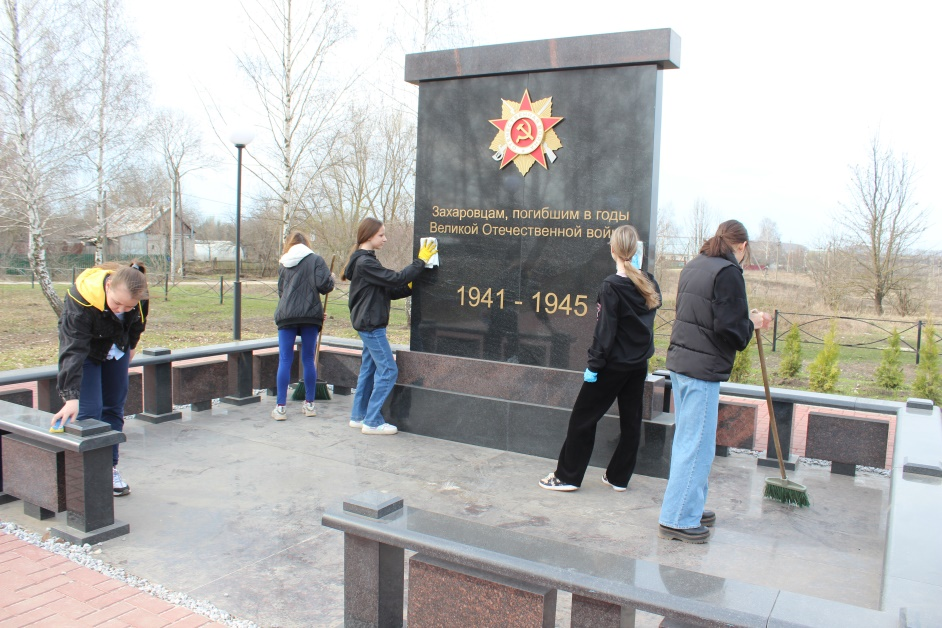 Захаровцам, погибшим в годы
Великой Отечественной
1941 - 1945